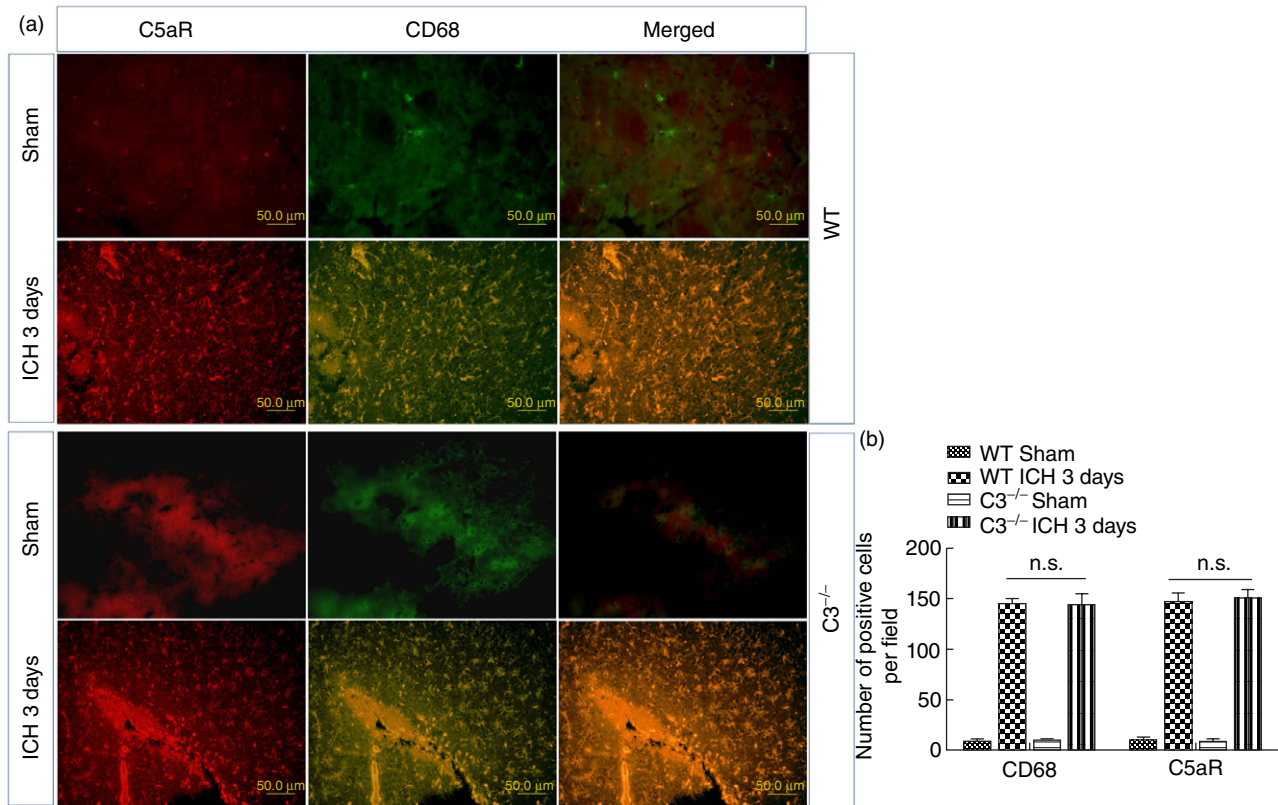 (a)
C5aR CD68 Merged
Sham
50.0 µm 50.0 µm 50.0 µm
WT
ICH 3 days
50.0 µm 50.0 µm 50.0 µm
Sham
C3−/−
ICH 3 days
50.0 µm 50.0 µm 50.0 µm
(b)
WT Sham
WT ICH 3 days
C3−/− Sham
C3−/− ICH 3 days
Number of positive cells
per field
200
150
100
50
0
n.s. n.s.
CD68 C5aR